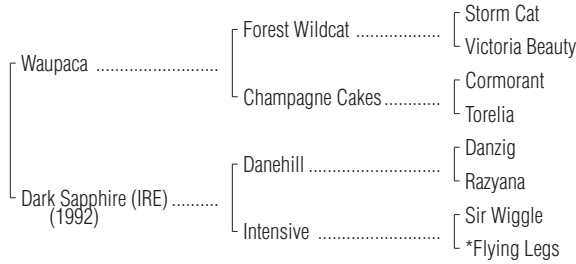 Storm Cat
Forest Wildcat ..................
Victoria Beauty
Waupaca ..........................
Cormorant
Champagne Cakes............
Torelia
Danzig
Danehill ............................
Razyana
Dark Sapphire (IRE) ..........
(1992)
Sir Wiggle
Intensive ..........................
*Flying Legs